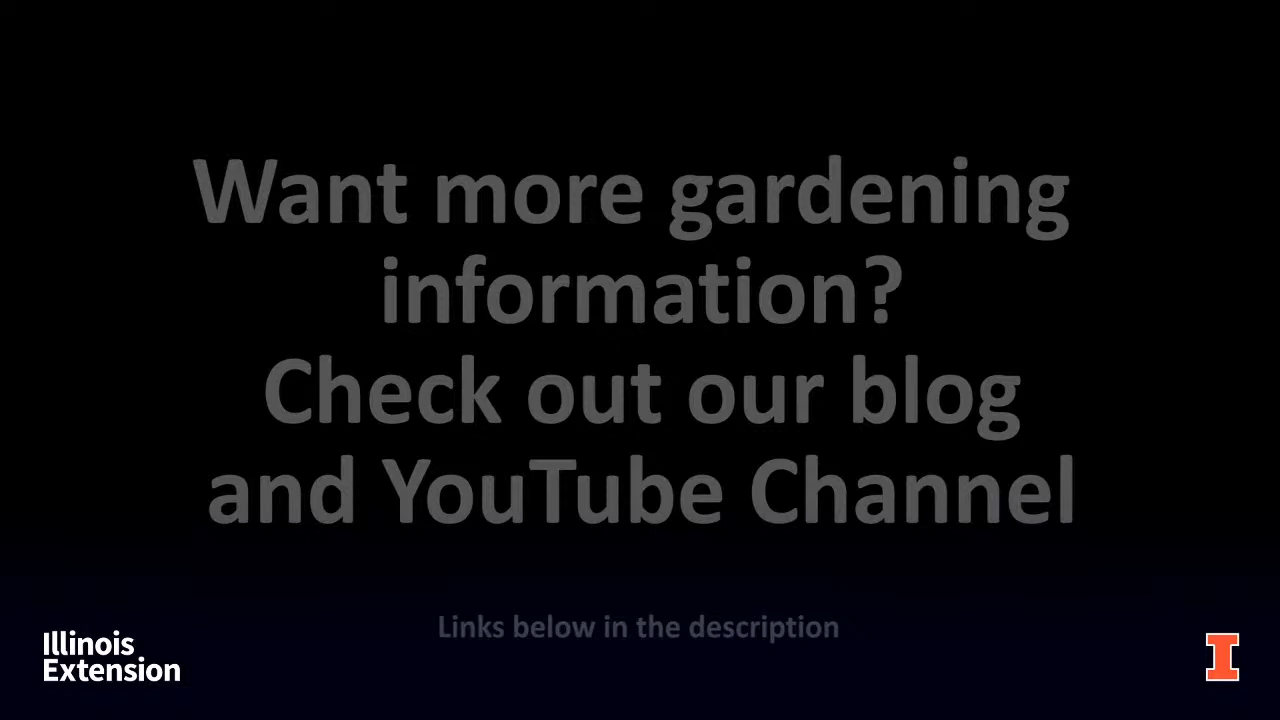 Want more gardening
information?
Check out our blog
and YouTube Channel
Links below in the description
Illinois
Extension
I